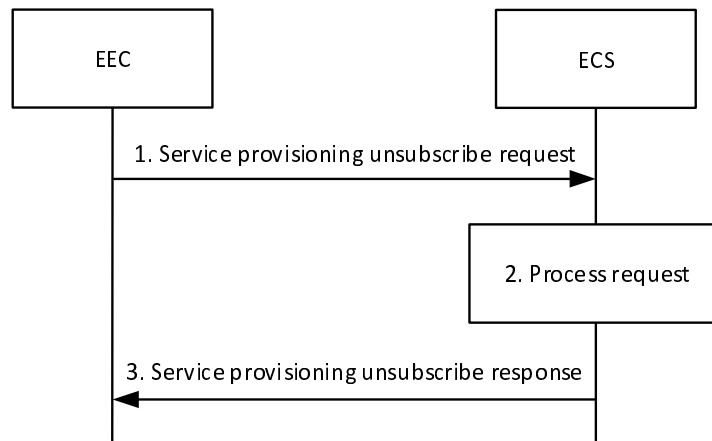 EEC
ECS
1. Service provisioning unsubscribe request
2. Process request
3. Service provisioning unsubscribe response